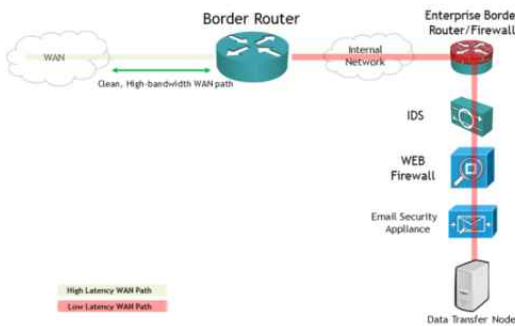 Border Router
Enterprise Border
Router/Firewall
WAN
Internal
Network
Clean, High-bandwidth WAN path
IDS
WEB
Firewall
Email Security
Appliance
High Latency WAN Path
Low Latency WAN Path
Data Transfer Node